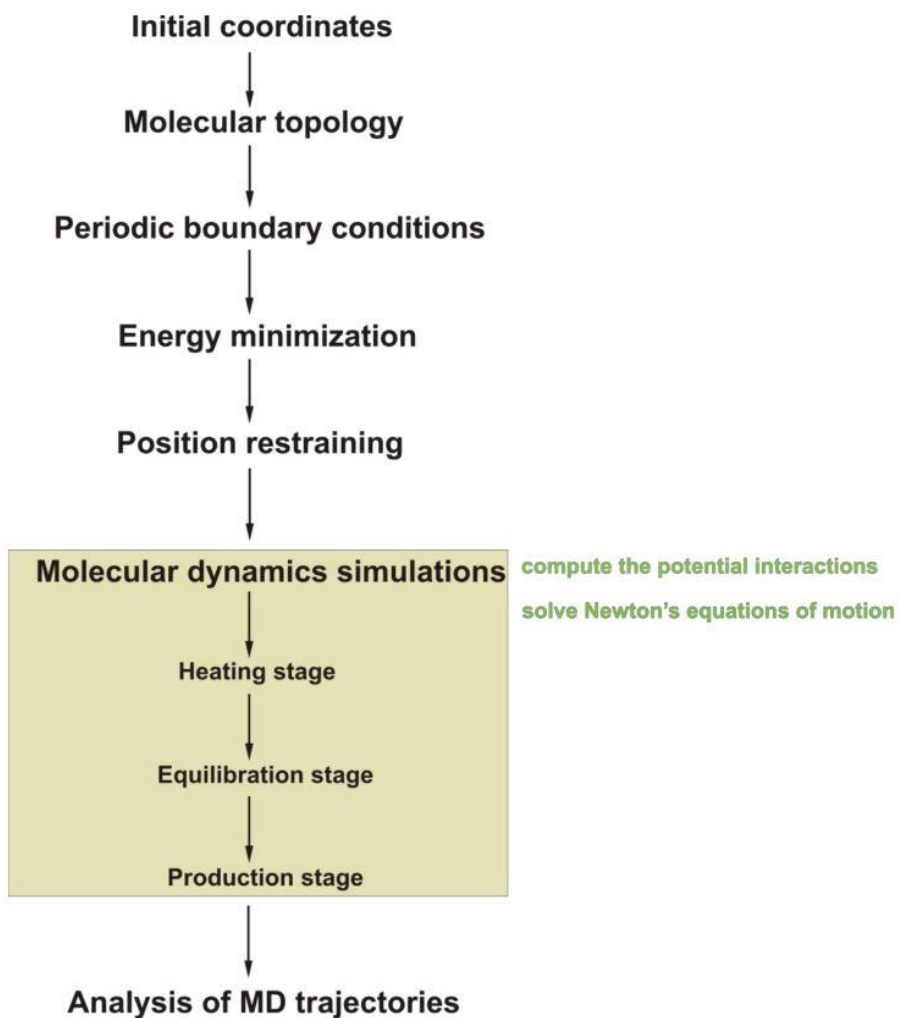 Initial coordinates
Molecular topology
Periodic boundary conditions
Energy minimization
Position restraining
Molecular dynamics simulations
compute the potential interactions
solve Newton's equations of motion
Heating stage
Equilibration stage
Production stage
Analysis of MD trajectories